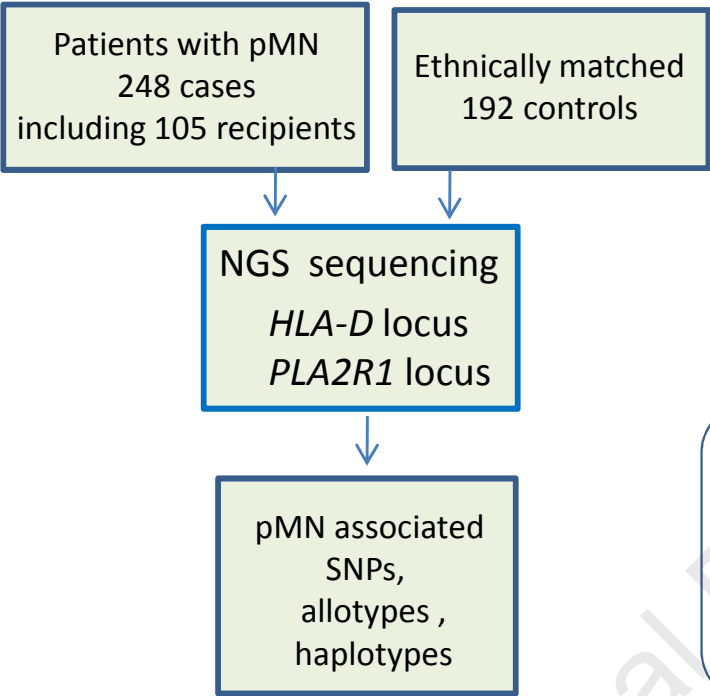 Patients with pMN
248 cases
including 105 recipients
Ethnically matched
192 controls
NGS sequencing
HLA-D locus
PLA2R1 locus
pMN associated
SNPs,
allotypes ,
haplotypes